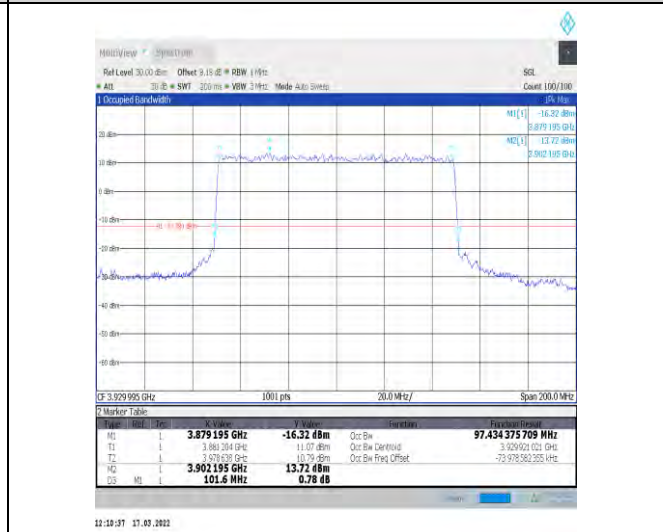 MultiView Spectrum
Ref Level 30.00 dBm Offset 9.15 dB RBW 1 MHz SGL
Att 30 dB SWT 200 ms VBW 3 MHz Mode Auto Sweep Count 100/100
1 Occupied Bandwidth 1Pk Max
M1[1] -16.32 dBm
3.879 195 GHz
M2[1] 13.72 dBm
3.902 195 GHz
20 dBm
10 dBm
0 dBm
-10 dBm
-20 dBm
-30 dBm
-40 dBm
-50 dBm
-60 dBm
CF 3.929 995 GHz 1001 pts 20.0 MHz/ Span 200.0 MHz
2 Marker Table
Type Ref Trc X Value Y Value Function Function Result
M1 1 3.879 195 GHz -16.32 dBm Occ Bw 97.434 375 709 MHz
T1 1 11.07 dBm Occ Bw Centroid 3.929 921 021 GHz
T2 1 3.978 638 GHz 10.79 dBm Occ Bw Freq Offset -73.978 582 355 kHz
M2 1 3.902 195 GHz 13.72 dBm
D3 M1 1 101.6 MHz 0.78 dB
12:10:37 17.03.2022